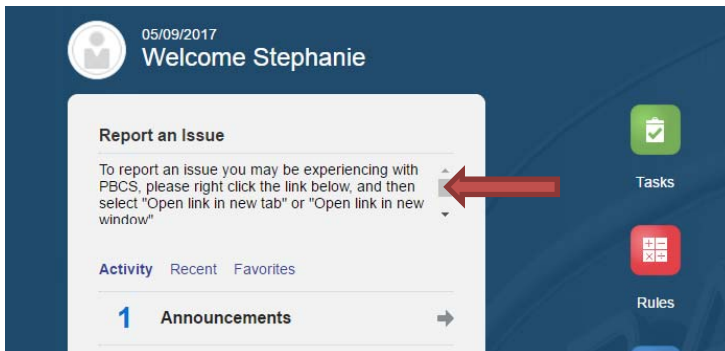 05/09/2017
Welcome Stephanie
Report an Issue
To report an issue you may be experiencing with
PBCS, please right click the link below, and then
select "Open link in new tab" or "Open link in new
window"
Activity Recent Favorites
1 Announcements
Tasks
Rules